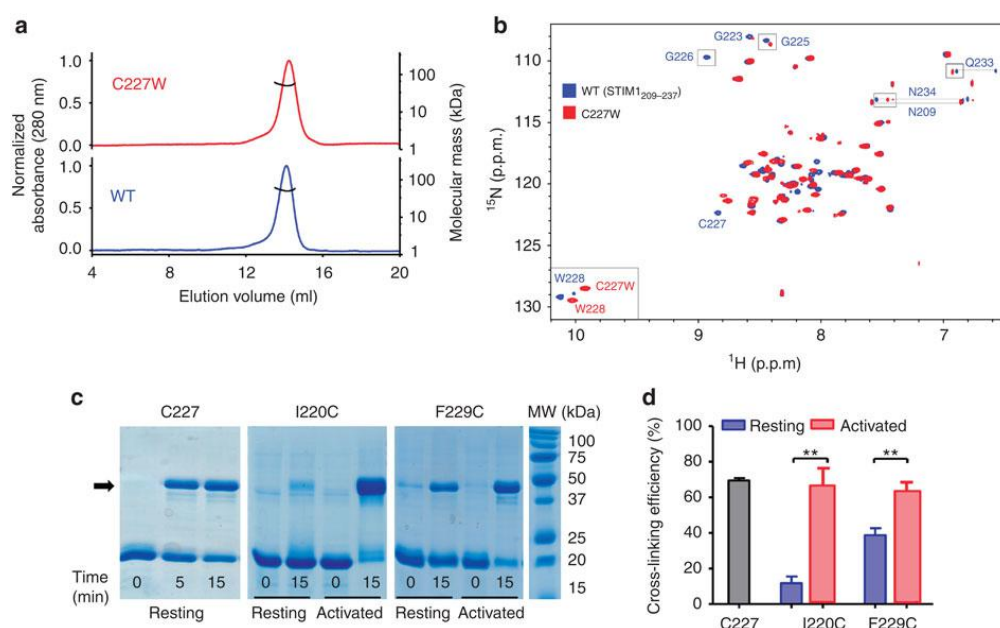 a
C227W
WT
1.0
0.5
0.0
1.0
0.5
0.0
100
10
1
100
10
1
Normalized
absorbance (280 nm)
Molecular mass (kDa)
4 8 12 16 20
Elution volume (ml)
b
G223
G225
G226
Q233
N234
N209
WT (STIM1209–237)
C227W
C227
W228
C227W
W228
110
115
120
125
130
15N (p.p.m.)
10 9 8 7
1H (p.p.m)
c
C227 I220C F229C MW (kDa)
100
75
50
37
25
20
15
Time
(min)
0 5 15 0 15 0 15 0 15 0 15
Resting Resting Activated Resting Activated
d
Resting Activated
** **
100
80
60
40
20
0
Cross-linking efficiency (%)
C227 I220C F229C